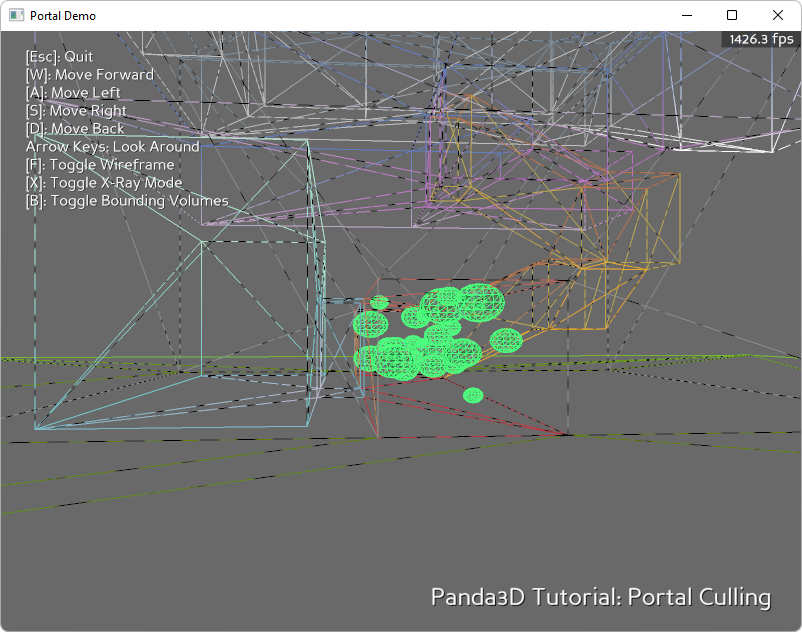 Portal Demo
1426.3 fps
[Esc]: Quit
[W]: Move Forward
[A]: Move Left
[S]: Move Right
[D]: Move Back
Arrow Keys: Look Around
[F]: Toggle Wireframe
[X]: Toggle X-Ray Mode
[B]: Toggle Bounding Volumes
Panda3D Tutorial: Portal Culling